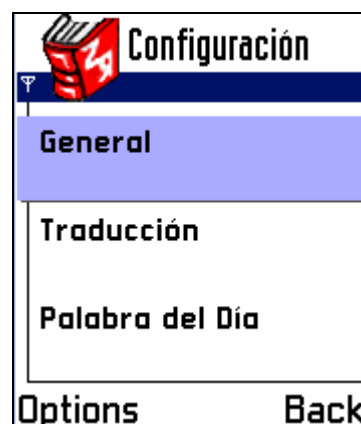 Configuración
General
Traducción
Palabra del Día
Options Back